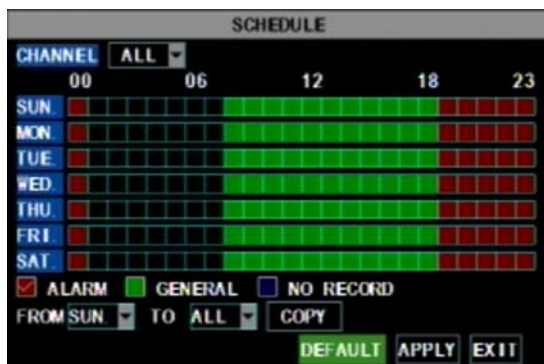 SCHEDULE
CHANNEL ALL
00 06 12 18 23
SUN.
MON.
TUE.
WED.
THU.
FRI.
SAT.
ALARM GENERAL NO RECORD
FROM SUN. TO ALL COPY
DEFAULT APPLY EXIT